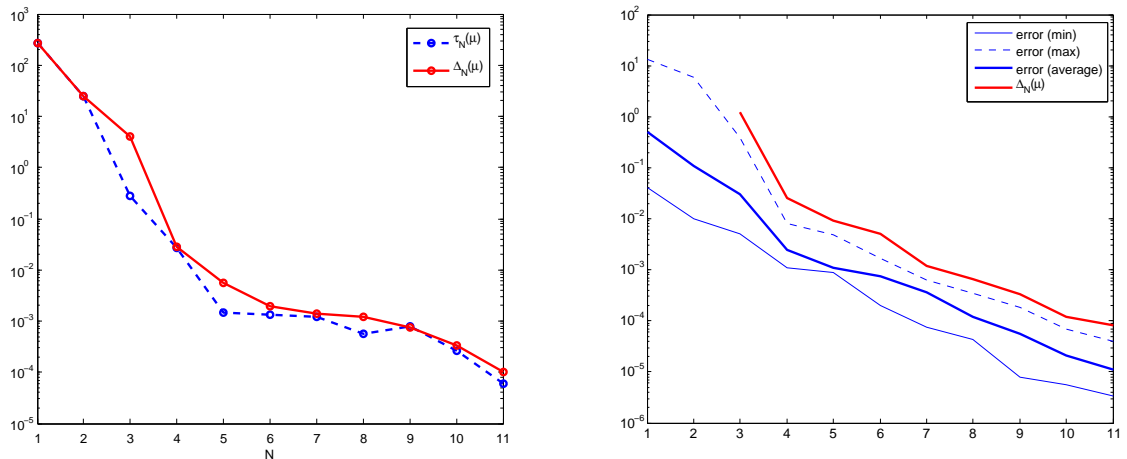 10^3
10^2
10^1
10^0
10^−1
10^−2
10^−3
10^−4
10^−5
1 2 3 4 5 6 7 8 9 10 11
N
τ_N(μ)
Δ_N(μ)
10^2
10^1
10^0
10^−1
10^−2
10^−3
10^−4
10^−5
10^−6
1 2 3 4 5 6 7 8 9 10 11
error (min)
error (max)
error (average)
Δ_N(μ)